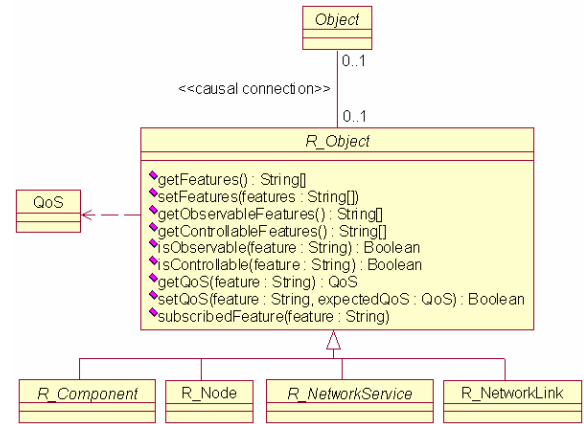 Object
0..1
<<causal connection>>
0..1
R_Object
getFeatures() : String[]
setFeatures(features : String[])
getObservableFeatures() : String[]
getControllableFeatures() : String[]
isObservable(feature : String) : Boolean
isControllable(feature : String) : Boolean
getQoS(feature : String) : QoS
setQoS(feature : String, expectedQoS : QoS) : Boolean
subscribedFeature(feature : String)
QoS
R_Component
R_Node
R_NetworkService
R_NetworkLink